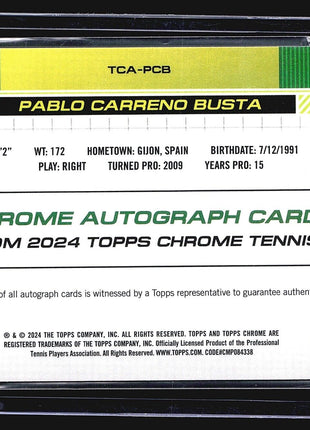 TCA-PCB
PABLO CARRENO BUSTA
'2" WT: 172 HOMETOWN: GIJON, SPAIN BIRTHDATE: 7/12/1991
PLAY: RIGHT TURNED PRO: 2009 YEARS PRO: 15
ROME AUTOGRAPH CARD
OM 2024 TOPPS CHROME TENNIS
of all autograph cards is witnessed by a Topps representative to guarantee authen
® & © 2024 THE TOPPS COMPANY, INC. ALL RIGHTS RESERVED. TOPPS AND TOPPS CHROME ARE
REGISTERED TRADEMARKS OF THE TOPPS COMPANY, INC. Officially Licensed Product of the Professional
Tennis Players Association. All Rights Reserved. WWW.TOPPS.COM. CODE#CMP084338